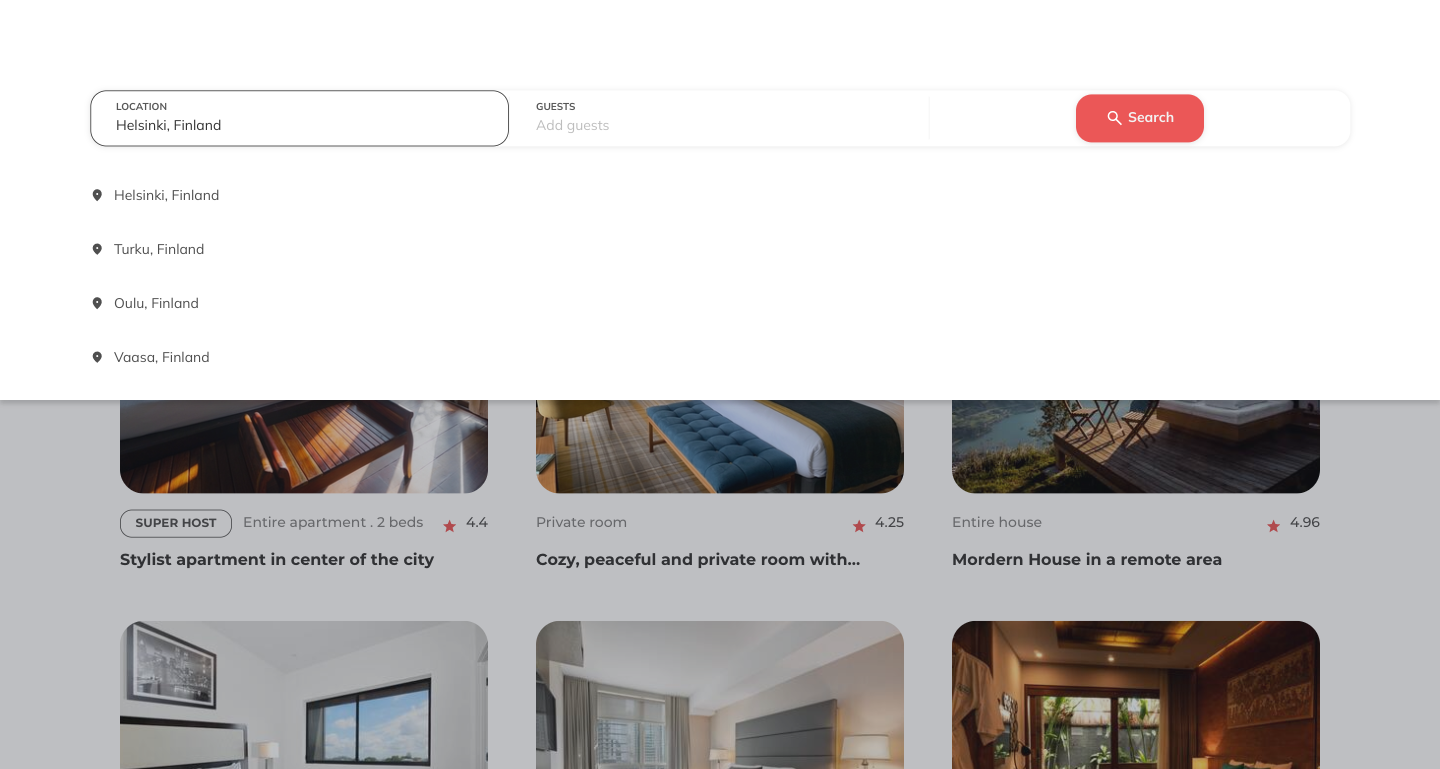 LOCATION
Helsinki, Finland
GUESTS
Add guests
Search
Helsinki, Finland
Turku, Finland
Oulu, Finland
Vaasa, Finland
SUPER HOST
Entire apartment . 2 beds
4.4
Stylist apartment in center of the city
Private room
4.25
Cozy, peaceful and private room with...
Entire house
4.96
Mordern House in a remote area